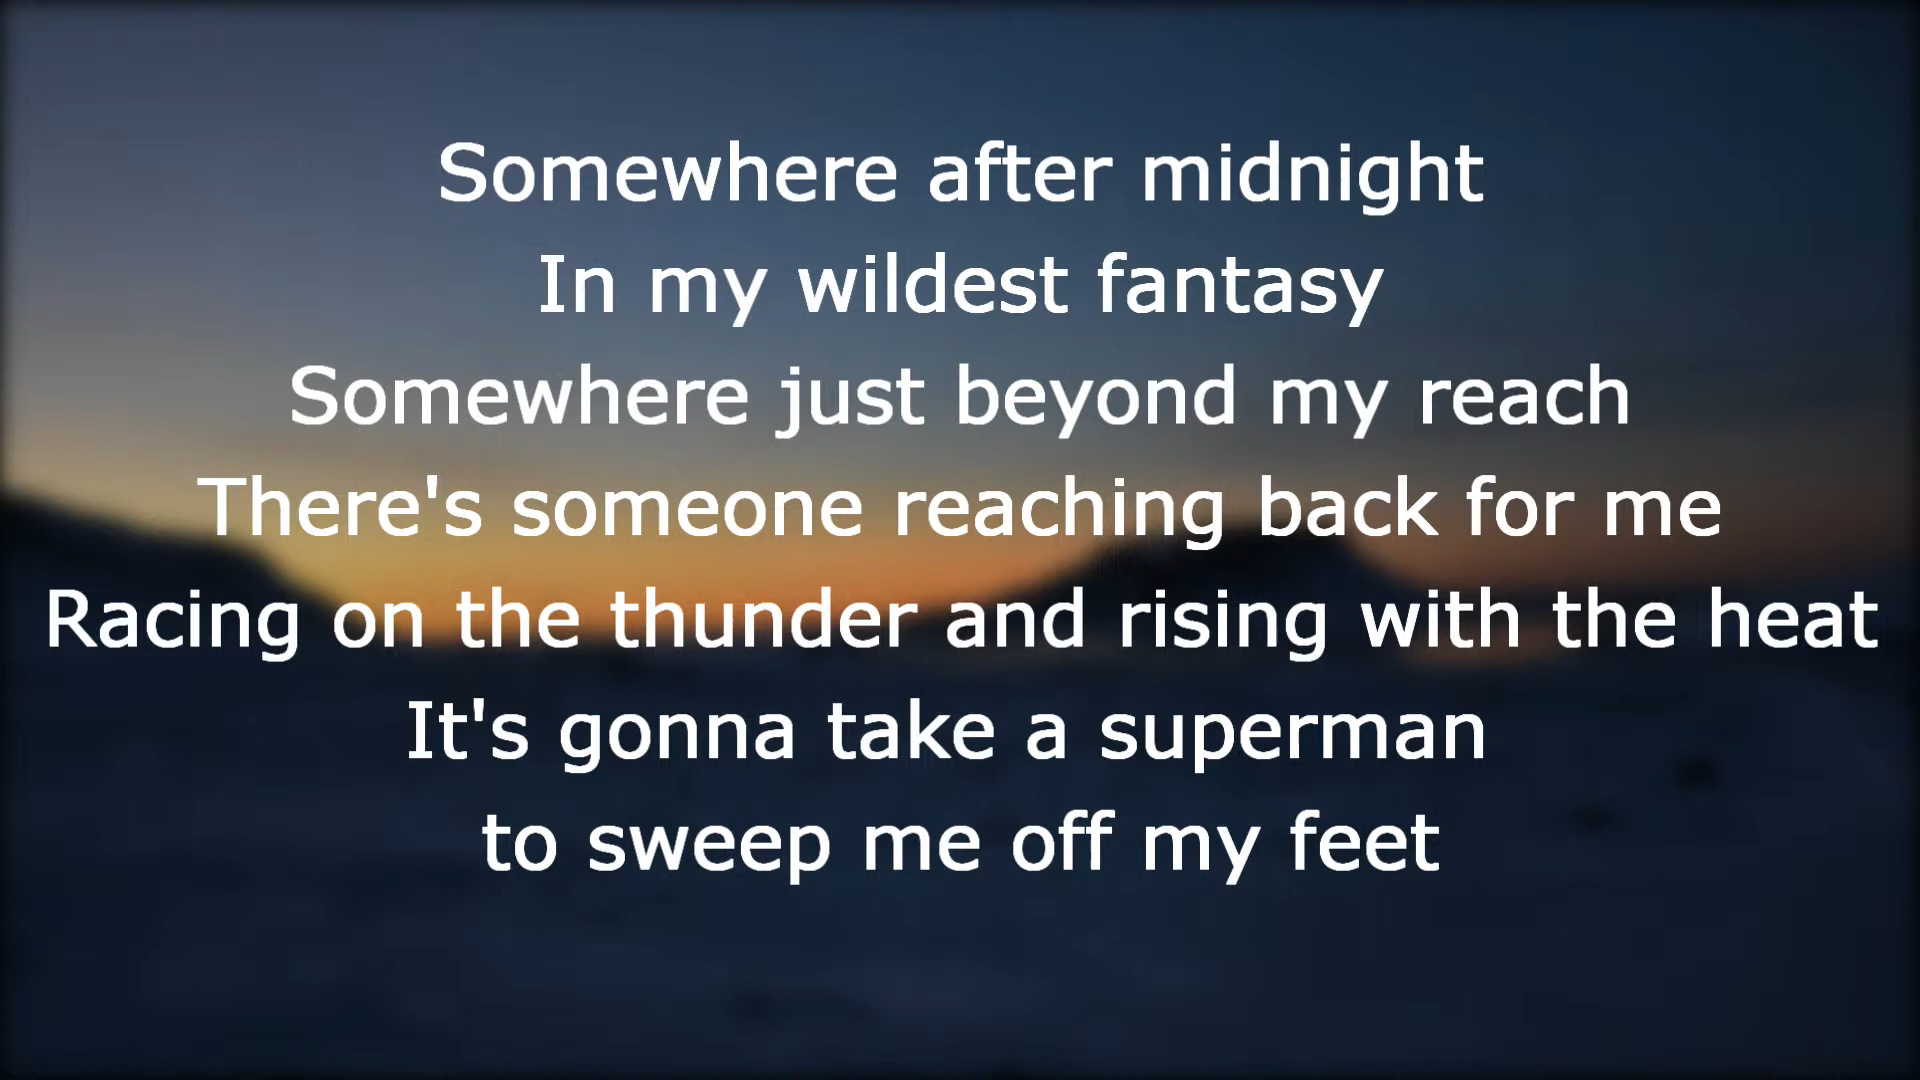 Somewhere after midnight
In my wildest fantasy
Somewhere just beyond my reach
There's someone reaching back for me
Racing on the thunder and rising with the heat
It's gonna take a superman
to sweep me off my feet